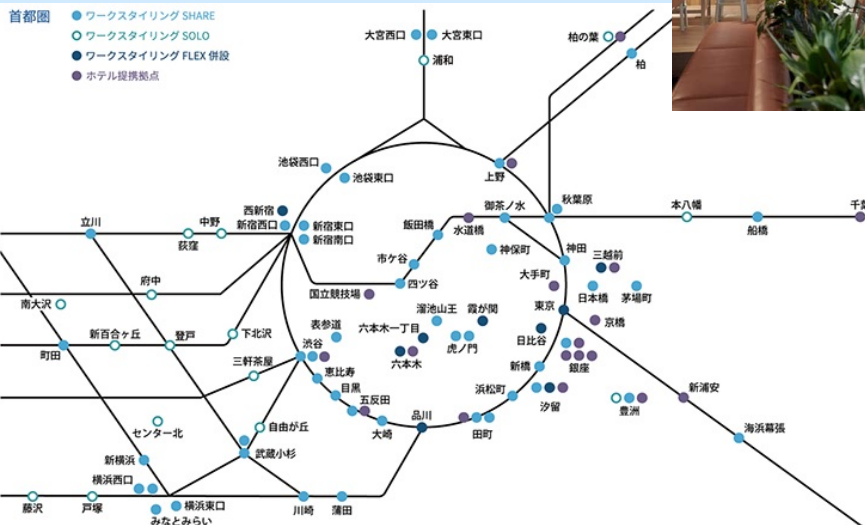 首都圏
ワークスタイリング SHARE
ワークスタイリング SOLO
ワークスタイリング FLEX 併設
ホテル提携拠点
大宮西口
大宮東口
浦和
柏の葉
柏
池袋西口
池袋東口
上野
西新宿
新宿西口
新宿東口
新宿南口
立川
荻窪
中野
飯田橋
水道橋
御茶ノ水
秋葉原
本八幡
船橋
市ケ谷
四ツ谷
神保町
神田
三越前
大手町
日本橋
茅場町
府中
南大沢
国立競技場
溜池山王
霞が関
東京
京橋
町田
新百合ヶ丘
登戸
下北沢
表参道
六本木一丁目
六本木
虎ノ門
日比谷
銀座
三軒茶屋
渋谷
恵比寿
目黒
五反田
大崎
品川
田町
浜松町
新橋
汐留
豊洲
新浦安
海浜幕張
センター北
自由が丘
新横浜
武蔵小杉
横浜西口
横浜東口
みなとみらい
藤沢
戸塚
川崎
蒲田